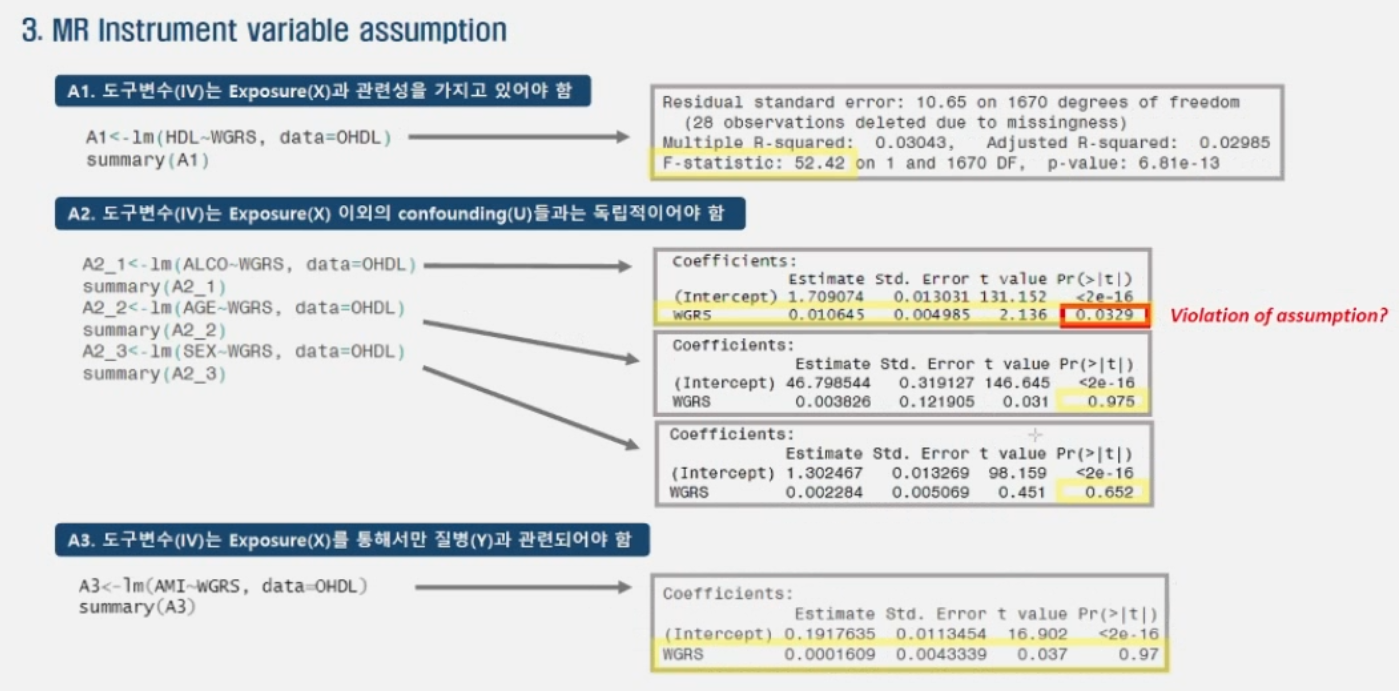 3. MR Instrument variable assumption
A1. 도구변수(IV)는 Exposure(X)과 관련성을 가지고 있어야 함
A1<-lm(HDL~WGRS, data=OHDL)
summary(A1)
Residual standard error: 10.65 on 1670 degrees of freedom
(28 observations deleted due to missingness)
Multiple R-squared: 0.03043, Adjusted R-squared: 0.02985
F-statistic: 52.42 on 1 and 1670 DF, p-value: 6.81e-13
A2. 도구변수(IV)는 Exposure(X) 이외의 confounding(U)들과는 독립적이어야 함
A2_1<-lm(ALCO~WGRS, data=OHDL)
summary(A2_1)
A2_2<-lm(AGE~WGRS, data=OHDL)
summary(A2_2)
A2_3<-lm(SEX~WGRS, data=OHDL)
summary(A2_3)
Coefficients:
Estimate Std. Error t value Pr(>|t|)
(Intercept) 1.709074 0.013031 131.152 <2e-16
WGRS 0.010645 0.004985 2.136 0.0329
Violation of assumption?
Coefficients:
Estimate Std. Error t value Pr(>|t|)
(Intercept) 46.798544 0.319127 146.645 <2e-16
WGRS 0.003826 0.121905 0.031 0.975
Coefficients:
Estimate Std. Error t value Pr(>|t|)
(Intercept) 1.302467 0.013269 98.159 <2e-16
WGRS 0.002284 0.005069 0.451 0.652
A3. 도구변수(IV)는 Exposure(X)를 통해서만 질병(Y)과 관련되어야 함
A3<-lm(AMI~WGRS, data=OHDL)
summary(A3)
Coefficients:
Estimate Std. Error t value Pr(>|t|)
(Intercept) 0.1917635 0.0113454 16.902 <2e-16
WGRS 0.0001609 0.0043339 0.037 0.97